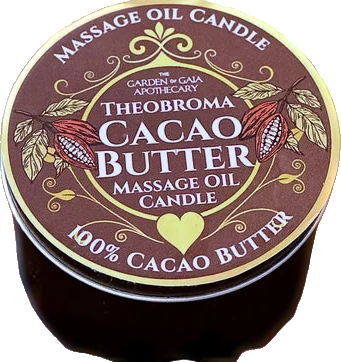 MASSAGE OIL CANDLE
THE
GARDEN OF GAIA
APOTHECARY
THEOBROMA
CACAO
BUTTER
MASSAGE OIL
CANDLE
100% CACAO BUTTER